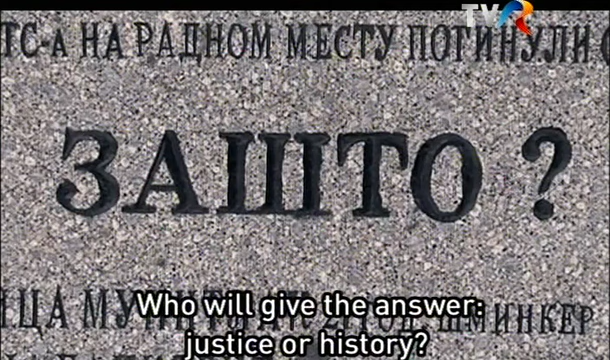 TVR
ТС-а НА РАДНОМ МЕСТУ ПОГИНУЛИ
ЗАШТО ?
Who will give the answer:
ШМИНКЕР
justice or history?